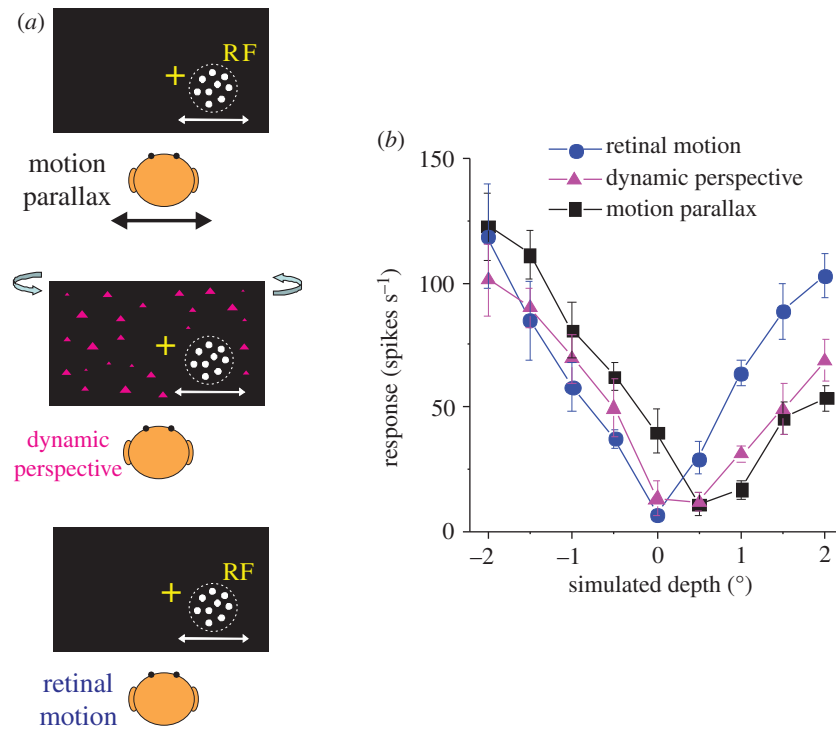 (a)
RF
motion
parallax
dynamic
perspective
RF
retinal
motion
(b)
retinal motion
dynamic perspective
motion parallax
150
100
50
0
response (spikes s⁻¹)
–2
–1
0
1
2
simulated depth (°)